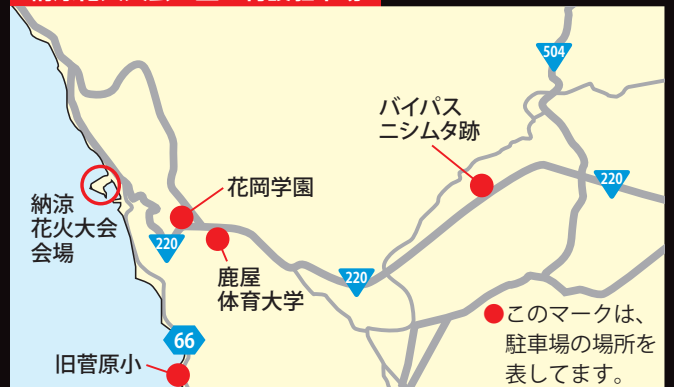 504
バイパス
ニシムタ跡
220
花岡学園
納涼
花火大会
会場
220
鹿屋
体育大学
220
66
旧菅原小
●このマークは、
駐車場の場所を
表してます。